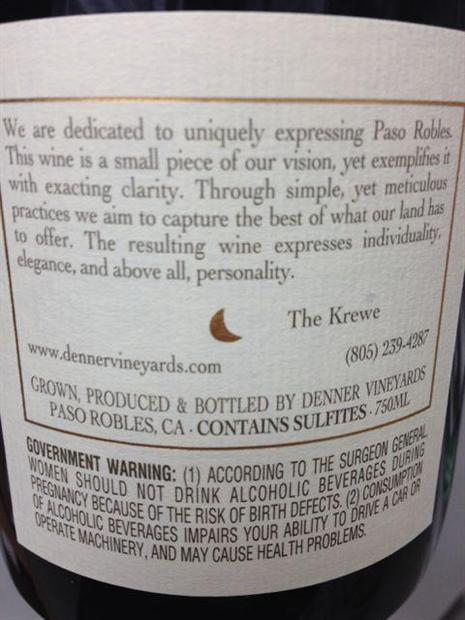 We are dedicated to uniquely expressing Paso Robles.
This wine is a small piece of our vision, yet exemplifies it
with exacting clarity. Through simple, yet meticulous
practices we aim to capture the best of what our land has
to offer. The resulting wine expresses individuality,
elegance, and above all, personality.
The Krewe
www.dennervineyards.com (805) 239-4287
GROWN, PRODUCED & BOTTLED BY DENNER VINEYARDS
PASO ROBLES, CA · CONTAINS SULFITES · 750ML
GOVERNMENT WARNING: (1) ACCORDING TO THE SURGEON GENERAL
WOMEN SHOULD NOT DRINK ALCOHOLIC BEVERAGES DURING
PREGNANCY BECAUSE OF THE RISK OF BIRTH DEFECTS. (2) CONSUMPTION
OF ALCOHOLIC BEVERAGES IMPAIRS YOUR ABILITY TO DRIVE A CAR OR
OPERATE MACHINERY, AND MAY CAUSE HEALTH PROBLEMS.